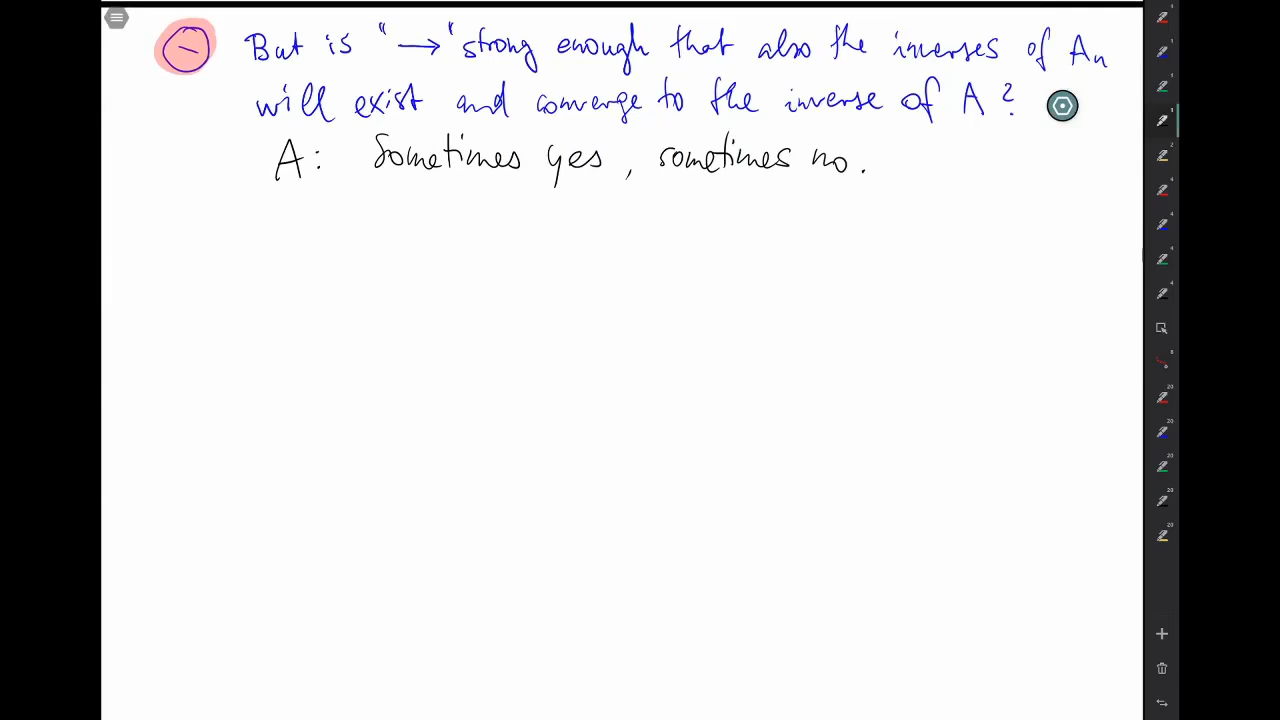 But is "→" strong enough that also the inverses of An
will exist and converge to the inverse of A?
A: Sometimes yes, sometimes no.